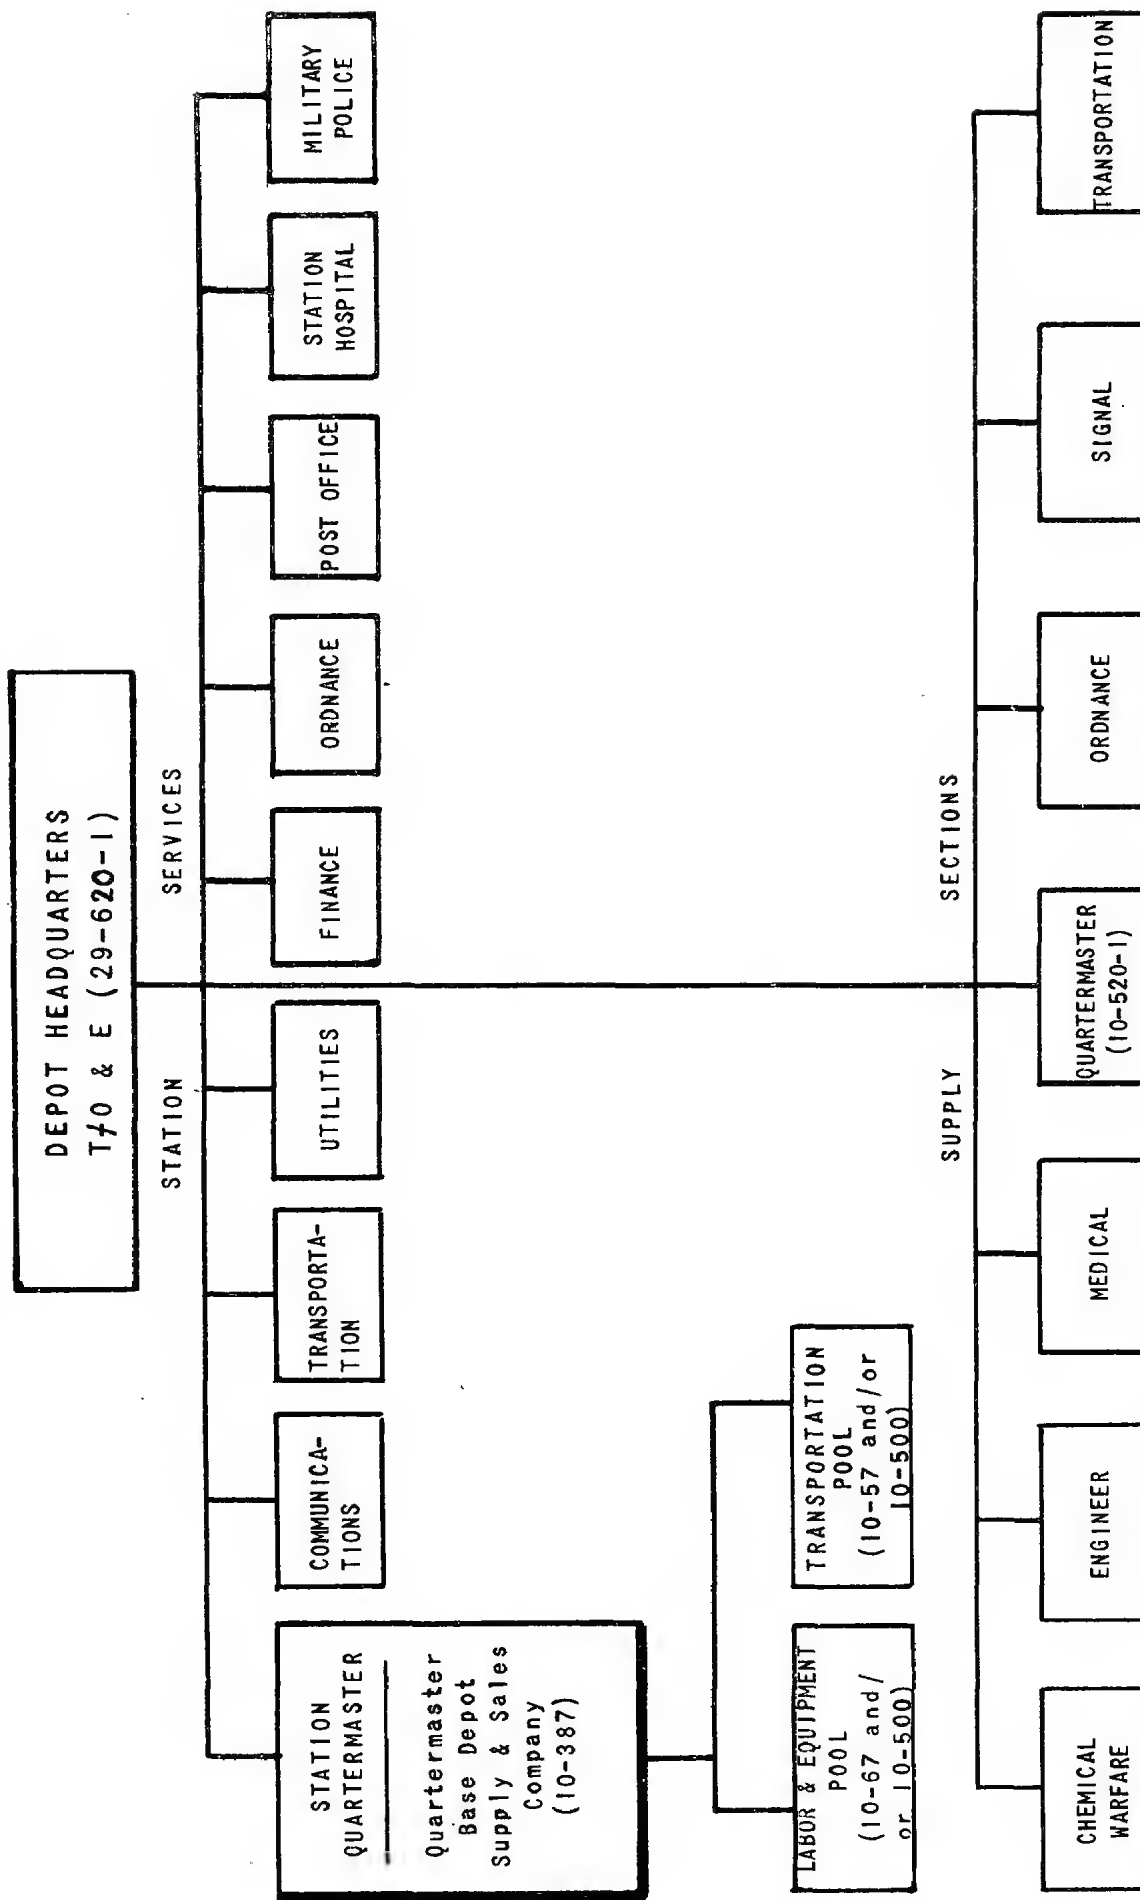 DEPOT HEADQUARTERS
T/O & E (29-620-1)
STATION SERVICES
STATION
QUARTERMASTER
Quartermaster
Base Depot
Supply & Sales
Company
(10-387)
COMMUNICA-
TIONS
TRANSPORTA-
TION
UTILITIES
FINANCE
ORDNANCE
POST OFFICE
STATION
HOSPITAL
MILITARY
POLICE
LABOR & EQUIPMENT
POOL
(10-67 and/
or 10-500)
TRANSPORTATION
POOL
(10-57 and/or
10-500)
SUPPLY SECTIONS
CHEMICAL
WARFARE
ENGINEER
MEDICAL
QUARTERMASTER
(10-520-1)
ORDNANCE
SIGNAL
TRANSPORTATION